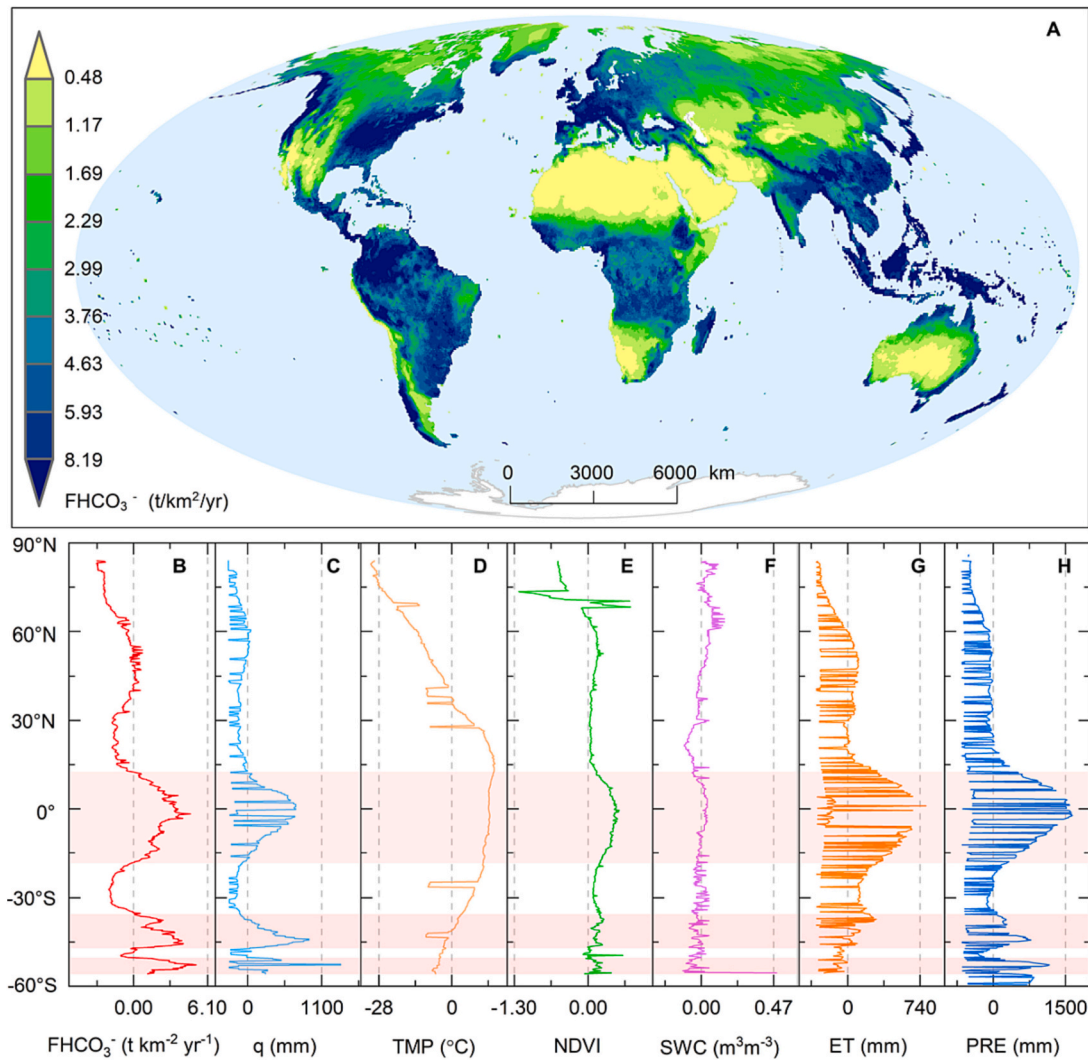 A
0.48
1.17
1.69
2.29
2.99
3.76
4.63
5.93
8.19
FHCO₃⁻ (t/km²/yr)
0 3000 6000 km
90°N
60°N
30°N
0°
-30°S
-60°S
B C D E F G H
0.00 6.10 0 1100 -28 0 -1.30 0.00 0.00 0.47 0 740 0 1500
FHCO₃⁻ (t km⁻² yr⁻¹) q (mm) TMP (°C) NDVI SWC (m³m⁻³) ET (mm) PRE (mm)